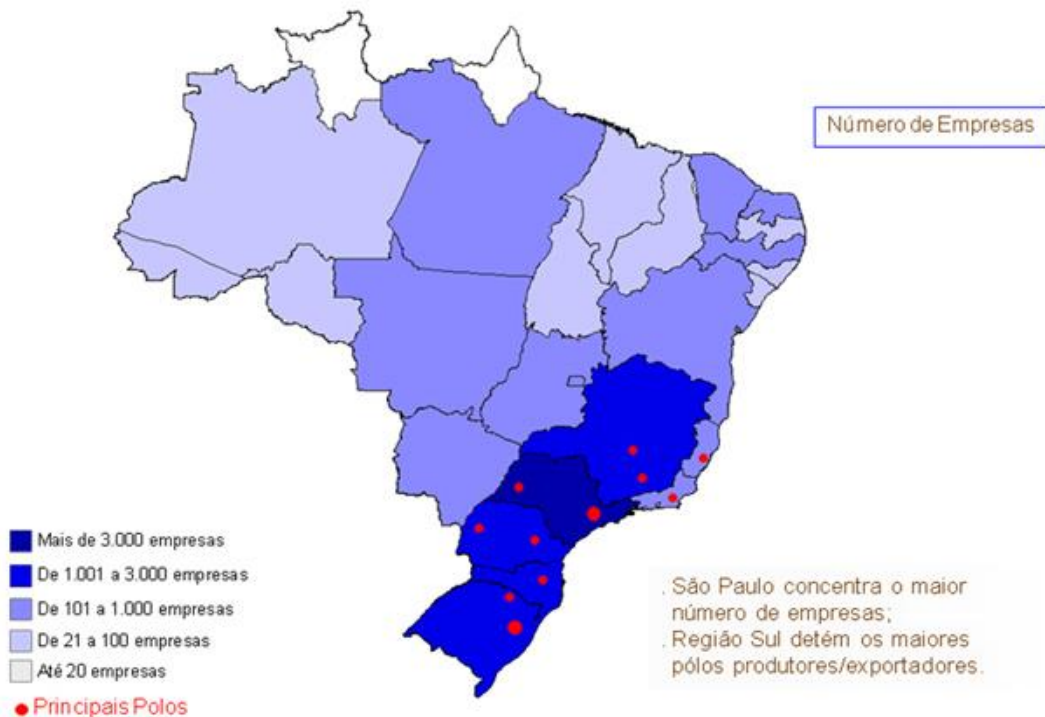 Número de Empresas
Mais de 3.000 empresas
De 1.001 a 3.000 empresas
De 101 a 1.000 empresas
De 21 a 100 empresas
Até 20 empresas
Principais Polos
. São Paulo concentra o maior
número de empresas;
. Região Sul detém os maiores
pólos produtores/exportadores.